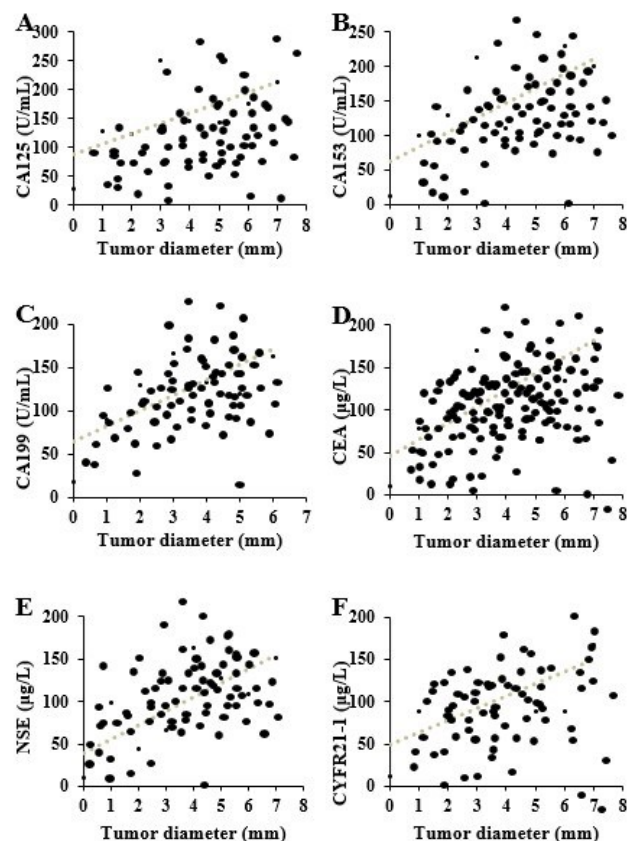 A
CA125 (U/mL)
300
250
200
150
100
50
0
0 1 2 3 4 5 6 7 8
Tumor diameter (mm)
B
CA153 (U/mL)
250
200
150
100
50
0
0 1 2 3 4 5 6 7 8
Tumor diameter (mm)
C
CA199 (U/mL)
200
150
100
50
0
0 1 2 3 4 5 6 7
Tumor diameter (mm)
D
CEA (µg/L)
200
150
100
50
0
0 1 2 3 4 5 6 7 8
Tumor diameter (mm)
E
NSE (µg/L)
200
150
100
50
0
0 1 2 3 4 5 6 7 8
Tumor diameter (mm)
F
CYFR21-1 (µg/L)
200
150
100
50
0
0 1 2 3 4 5 6 7 8
Tumor diameter (mm)